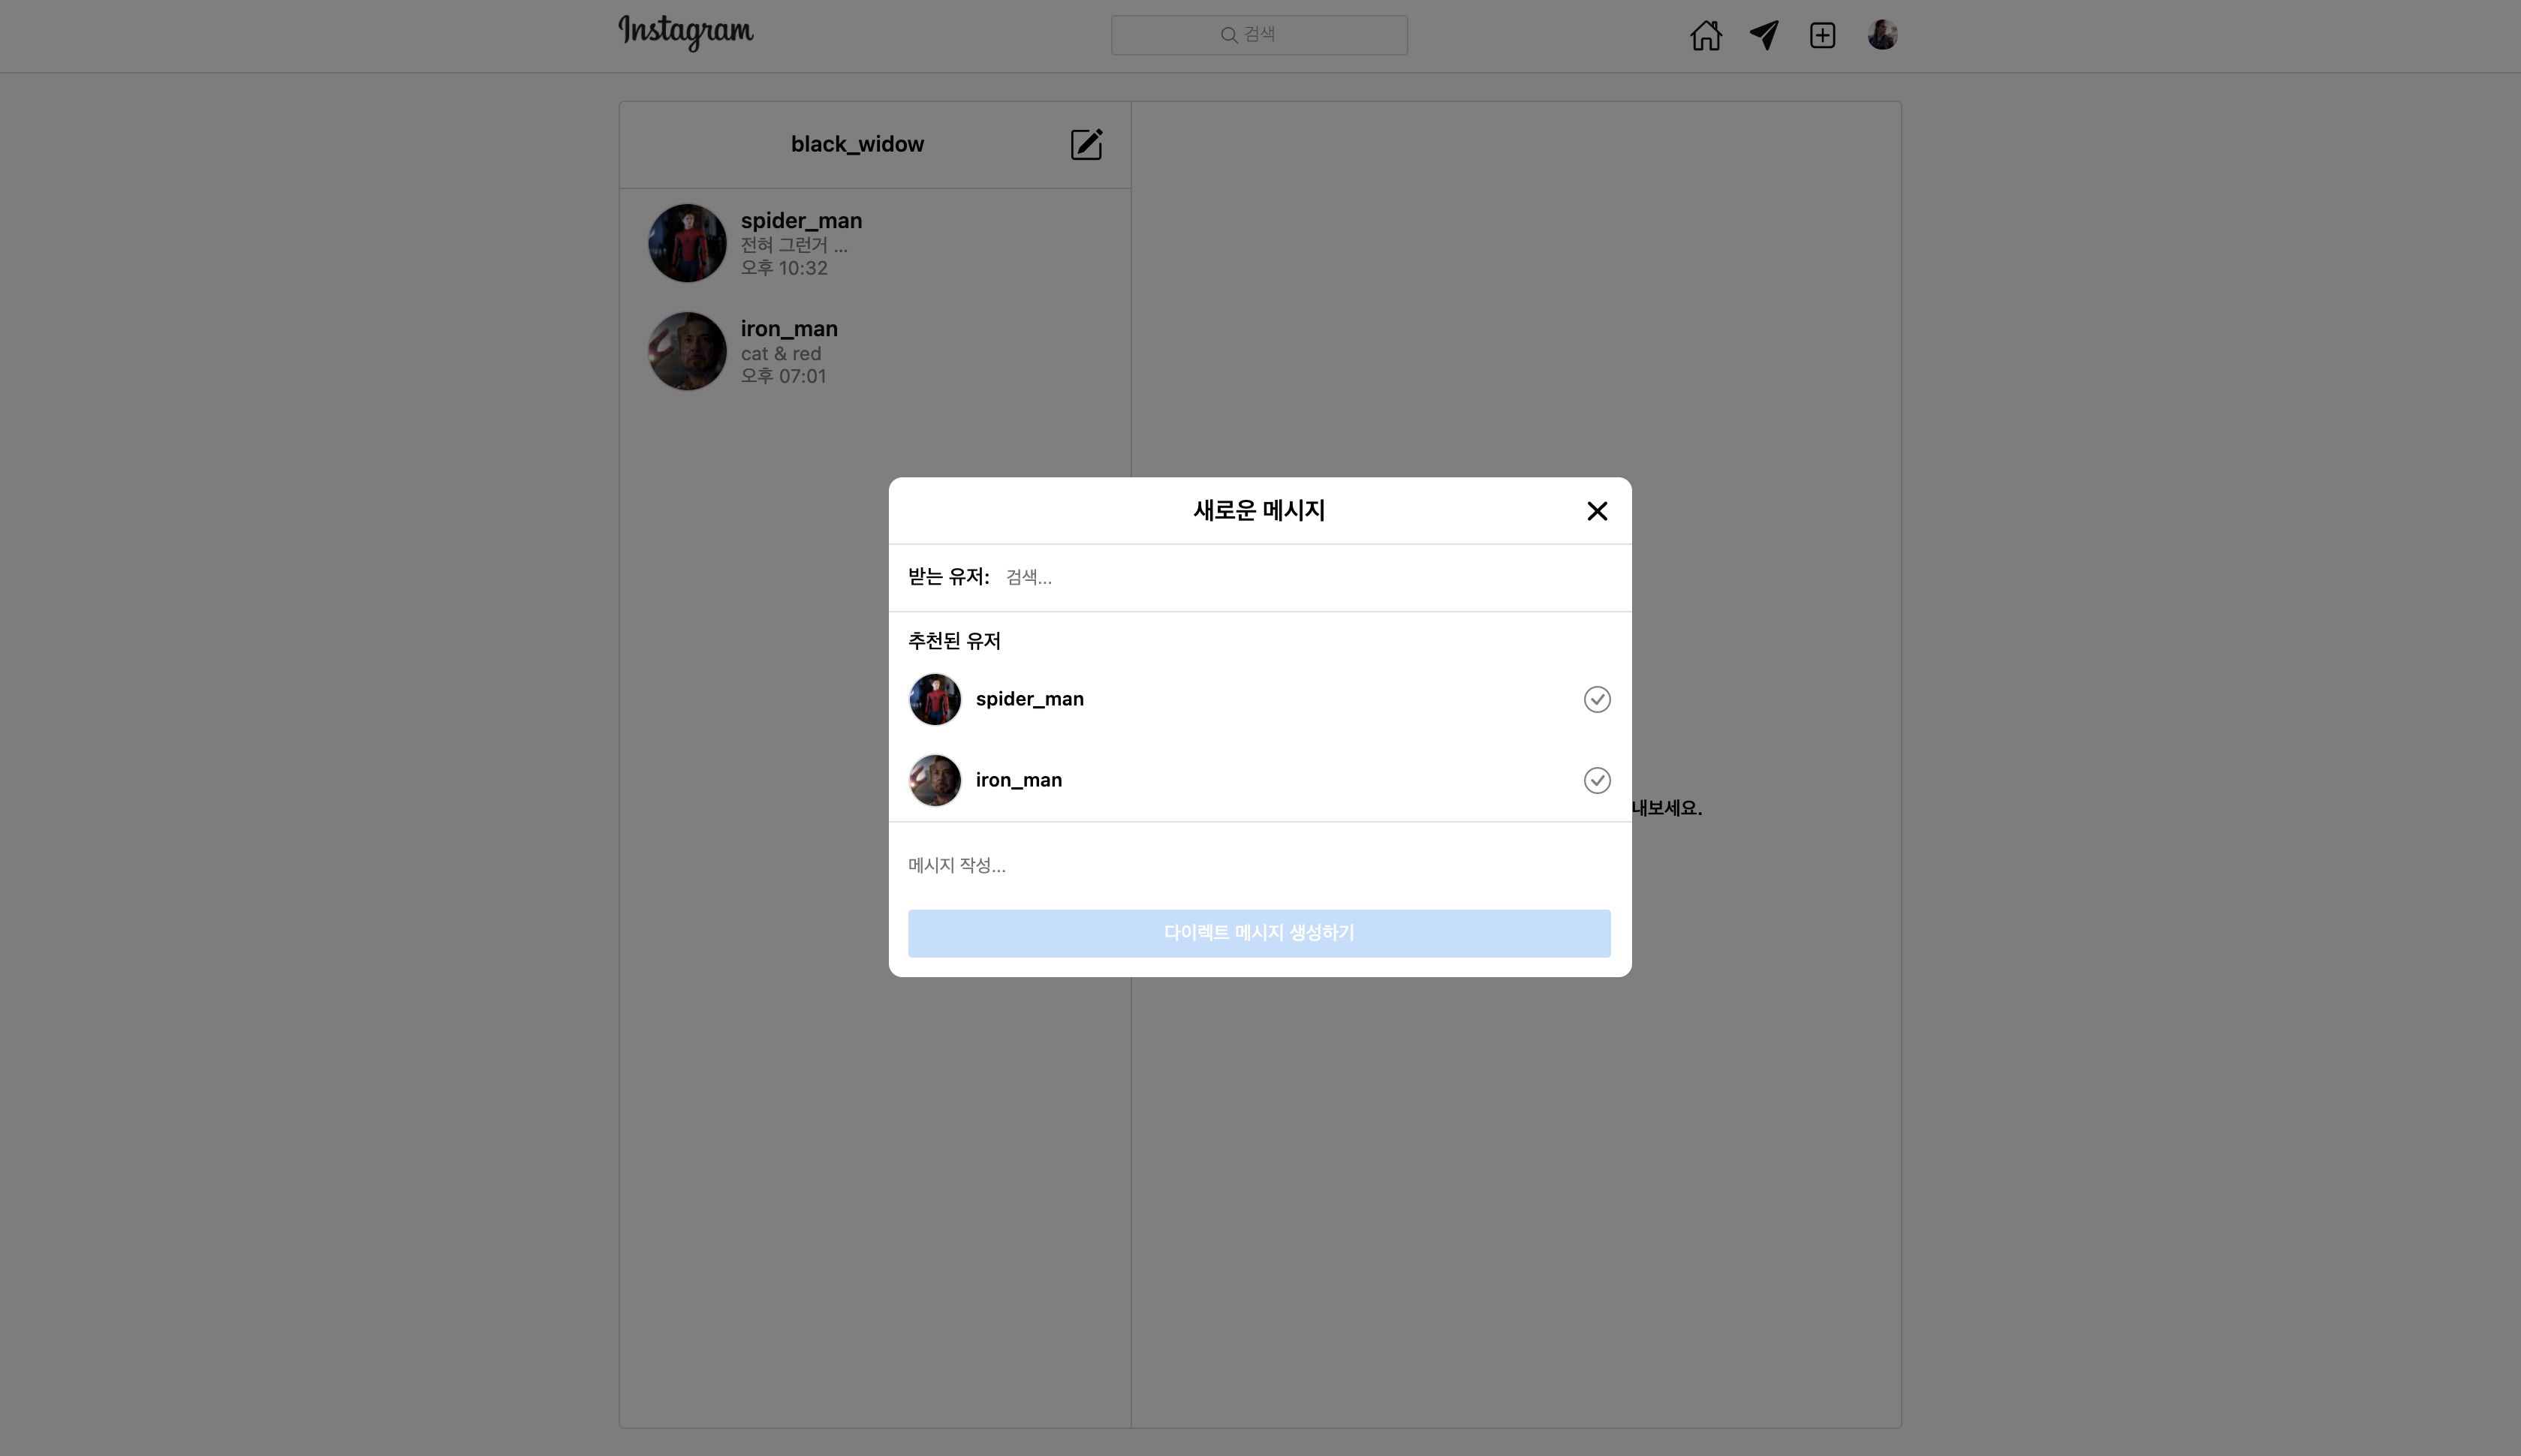 Instagram
검색
black_widow
spider_man
전혀 그런거 ...
오후 10:32
iron_man
cat & red
오후 07:01
새로운 메시지
받는 유저: 검색...
추천된 유저
spider_man
iron_man
내보세요.
메시지 작성...
다이렉트 메시지 생성하기